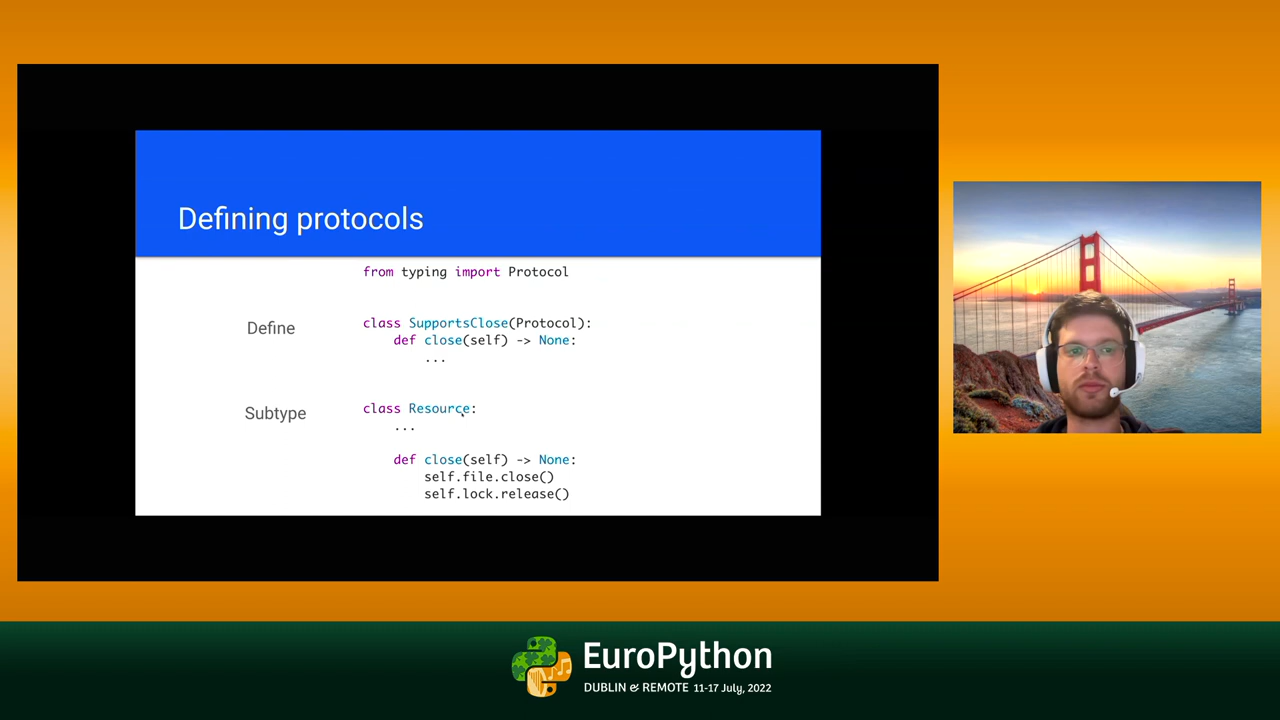 Defining protocols
from typing import Protocol
Define
class SupportsClose(Protocol):
    def close(self) -> None:
        ...
Subtype
class Resource:
    ...
    def close(self) -> None:
        self.file.close()
        self.lock.release()
EuroPython
DUBLIN & REMOTE 11-17 July, 2022